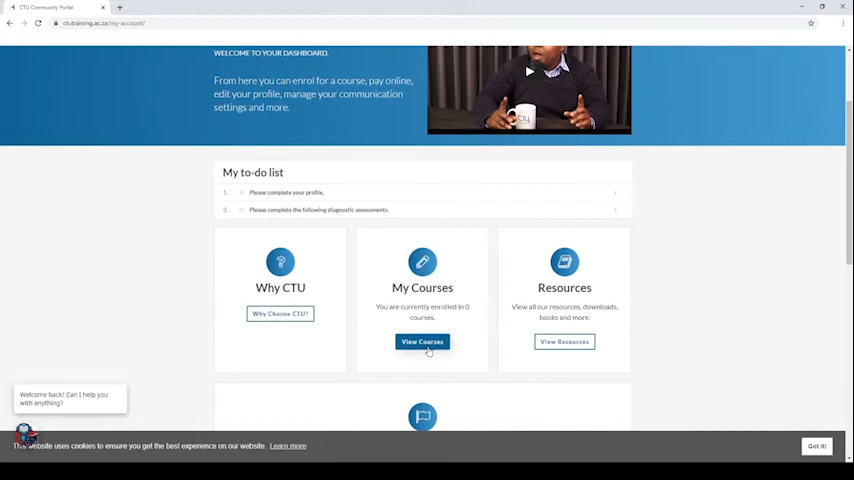 CTU Community Portal
ctutraining.ac.za/my-account/
WELCOME TO YOUR DASHBOARD.
From here you can enrol for a course, pay online,
edit your profile, manage your communication
settings and more.
CTU
My to-do list
1. Please complete your profile.
3. Please complete the following diagnostic assessments.
Why CTU
Why Choose CTU?
My Courses
You are currently enrolled in 0
courses.
View Courses
Resources
View all our resources, downloads,
books and more.
View Resources
Welcome back! Can I help you
with anything?
This website uses cookies to ensure you get the best experience on our website. Learn more
Got it!